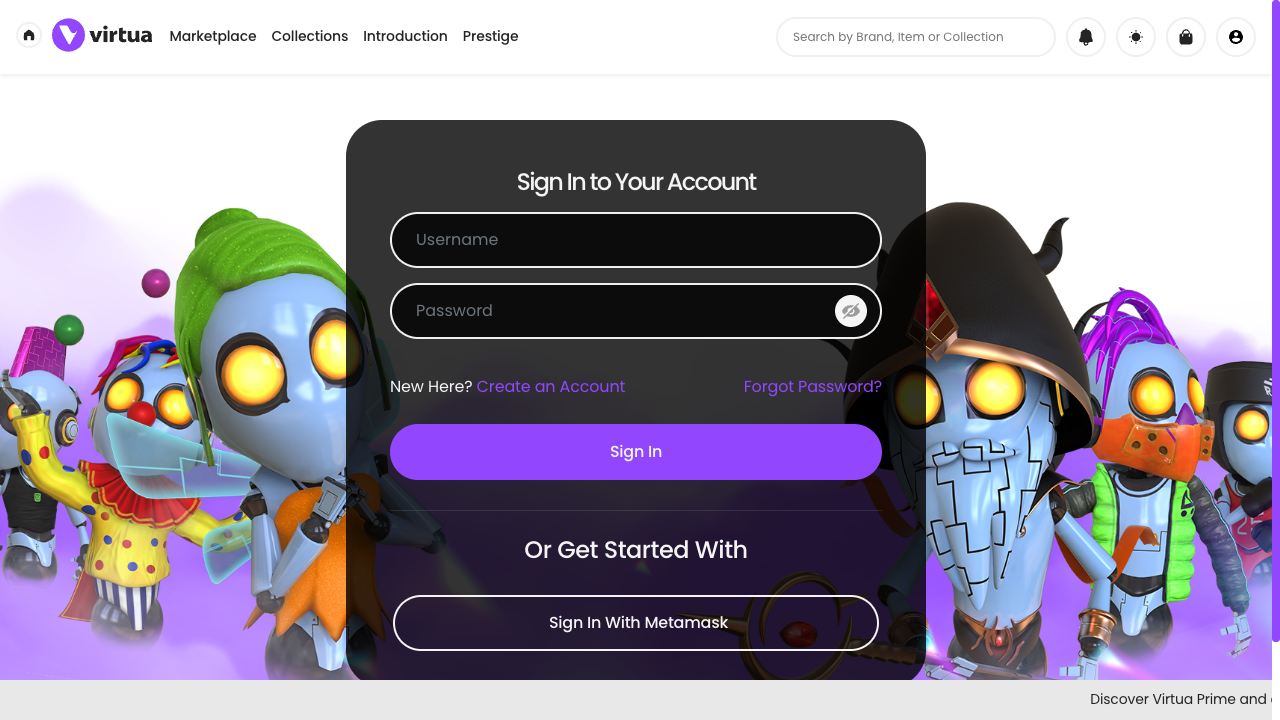 virtua
Marketplace
Collections
Introduction
Prestige
Search by Brand, Item or Collection
Sign In to Your Account
Username
Password
New Here? Create an Account
Forgot Password?
Sign In
Or Get Started With
Sign In With Metamask
Discover Virtua Prime and